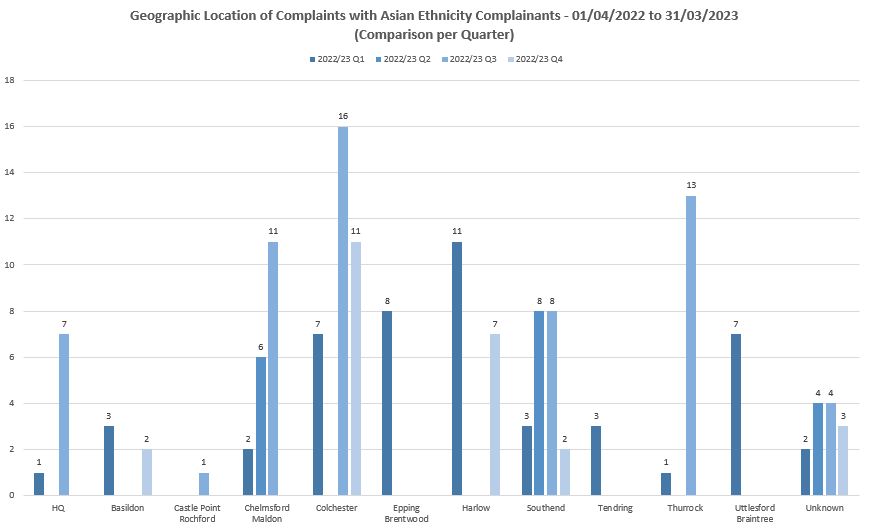 Geographic Location of Complaints with Asian Ethnicity Complainants - 01/04/2022 to 31/03/2023
(Comparison per Quarter)
2022/23 Q1 2022/23 Q2 2022/23 Q3 2022/23 Q4
18
16
14
12
10
8
6
4
2
0
1 7
3 2
1
2 6 11
7 16 11
8
11 7
3 8 8 2
3
1 13
7
2 4 4 3
HQ Basildon Castle Point Chelmsford Colchester Epping Harlow Southend Tendring Thurrock Uttlesford Unknown
Rochford Maldon Brentwood Braintree